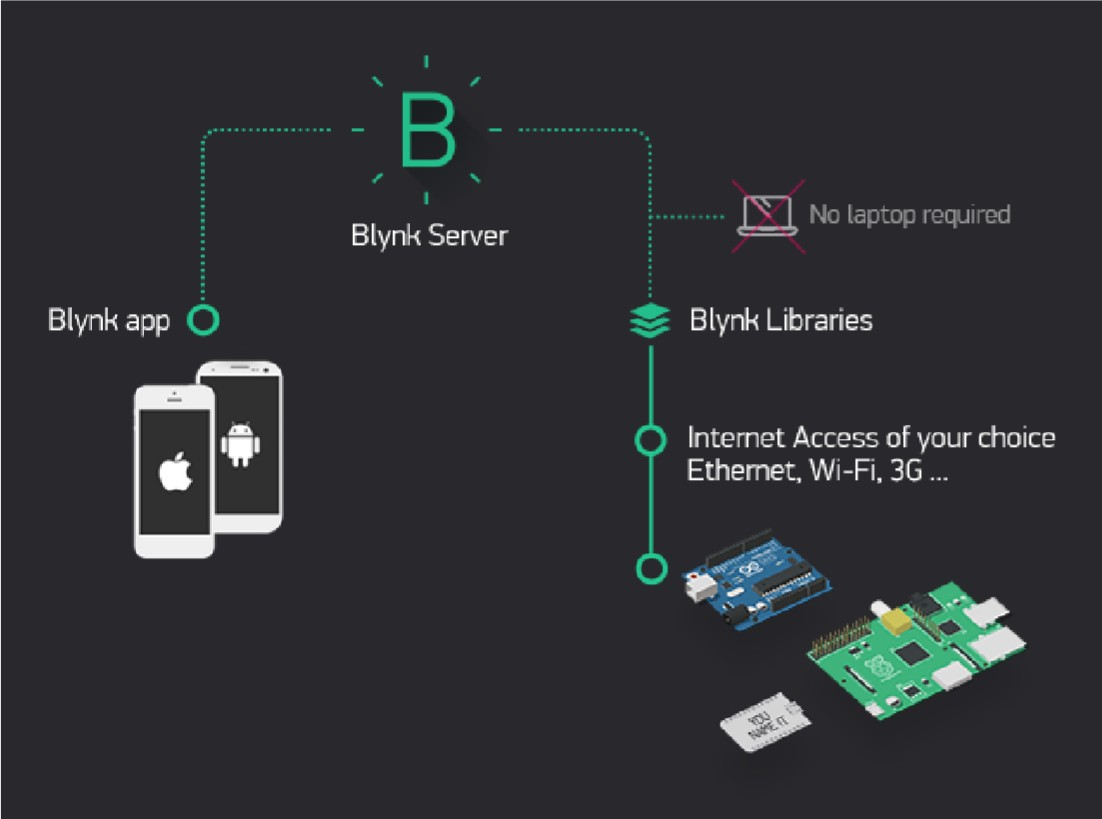 B
Blynk Server
No laptop required
Blynk app
Blynk Libraries
Internet Access of your choice
Ethernet, Wi-Fi, 3G ...
YOU
NAME IT